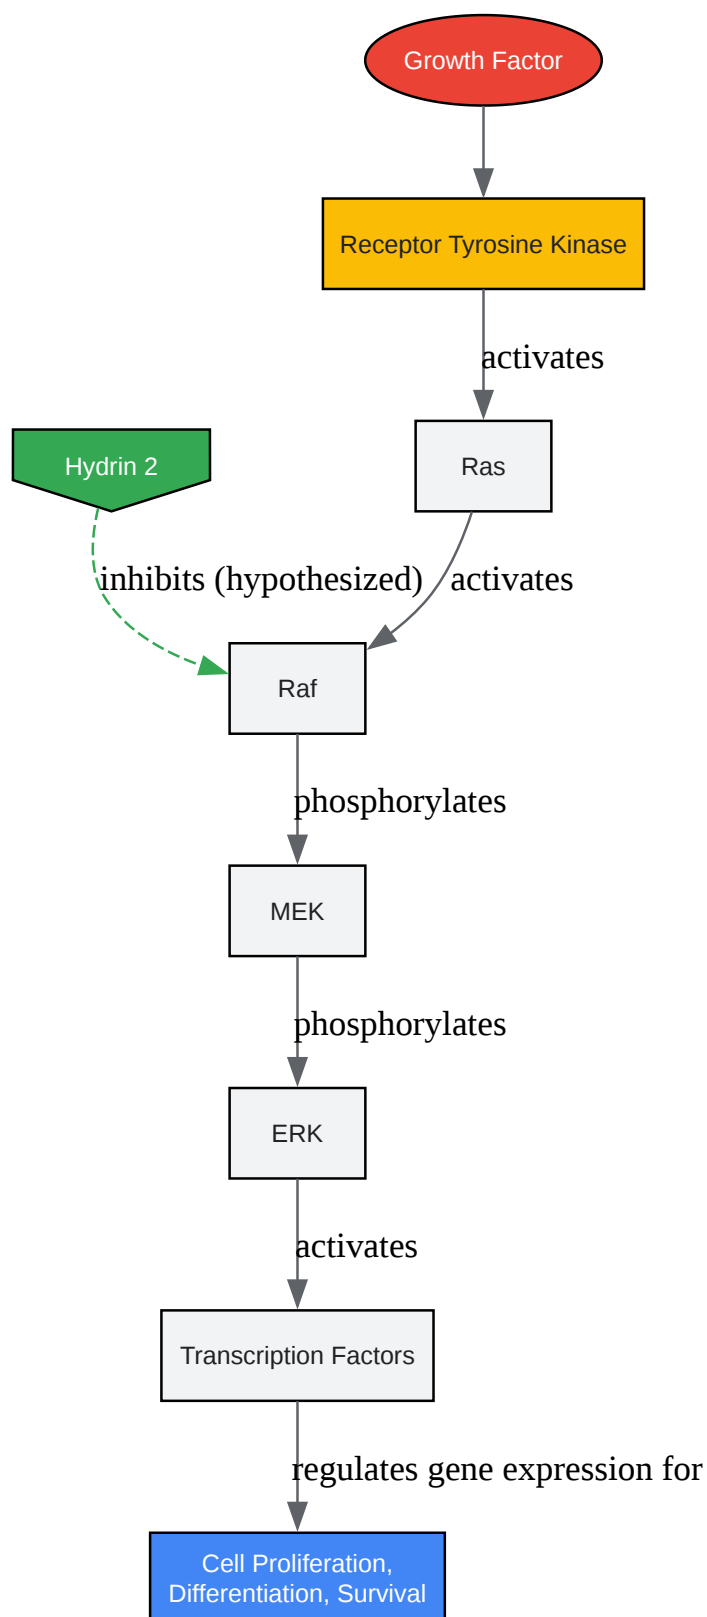 Growth Factor
Receptor Tyrosine Kinase
activates
Hydrin 2
Ras
inhibits (hypothesized)
activates
Raf
phosphorylates
MEK
phosphorylates
ERK
activates
Transcription Factors
regulates gene expression for
Cell Proliferation,
Differentiation, Survival